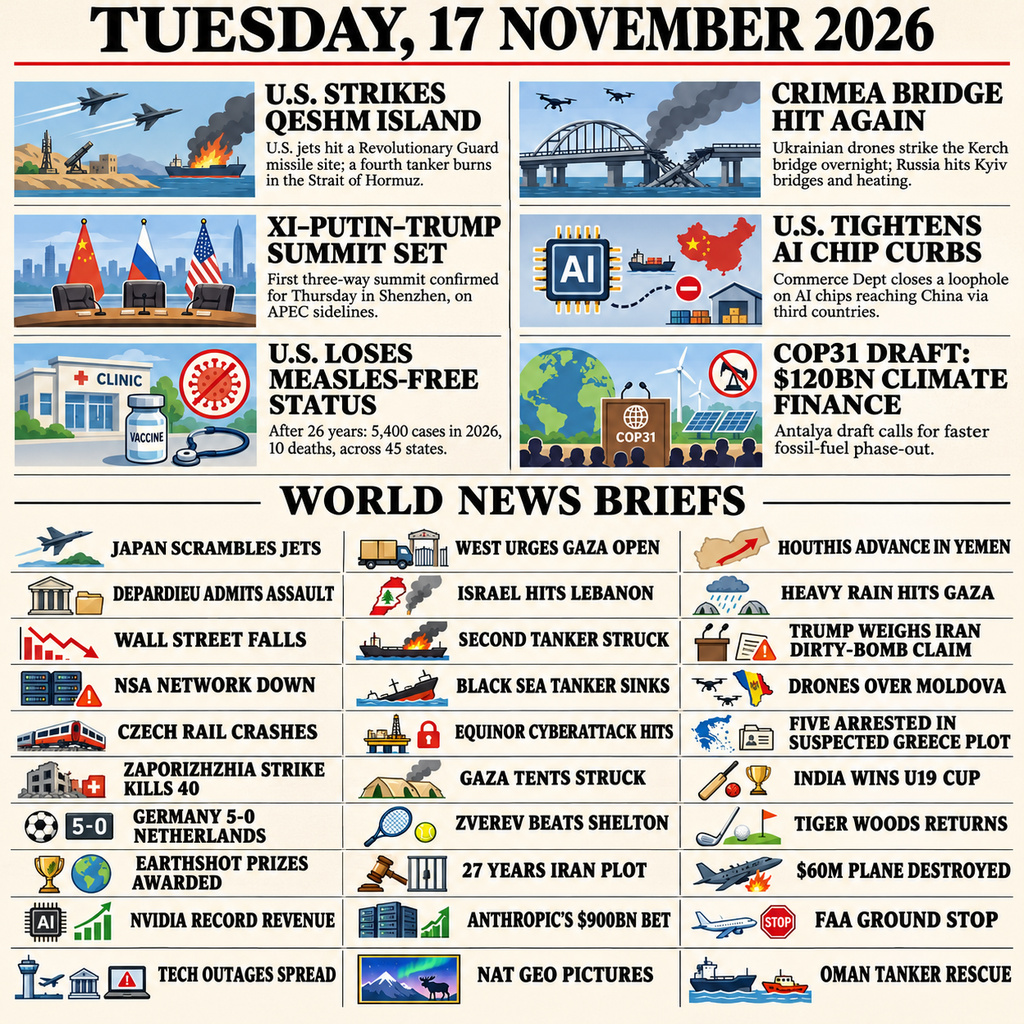 TUESDAY, 17 NOVEMBER 2026
U.S. STRIKES
QESHM ISLAND
U.S. jets hit a Revolutionary Guard
missile site; a fourth tanker burns
in the Strait of Hormuz.
CRIMEA BRIDGE
HIT AGAIN
Ukrainian drones strike the Kerch
bridge overnight; Russia hits Kyiv
bridges and heating.
XI–PUTIN–TRUMP
SUMMIT SET
First three-way summit confirmed
for Thursday in Shenzhen, on
APEC sidelines.
AI
U.S. TIGHTENS
AI CHIP CURBS
Commerce Dept closes a loophole
on AI chips reaching China via
third countries.
CLINIC
VACCINE
U.S. LOSES
MEASLES-FREE
STATUS
After 26 years: 5,400 cases in 2026,
10 deaths, across 45 states.
COP31
COP31 DRAFT:
$120BN CLIMATE
FINANCE
Antalya draft calls for faster
fossil-fuel phase-out.
WORLD NEWS BRIEFS
JAPAN SCRAMBLES JETS
WEST URGES GAZA OPEN
HOUTHIS ADVANCE IN YEMEN
DEPARDIEU ADMITS ASSAULT
ISRAEL HITS LEBANON
HEAVY RAIN HITS GAZA
WALL STREET FALLS
SECOND TANKER STRUCK
TRUMP WEIGHS IRAN
DIRTY-BOMB CLAIM
NSA NETWORK DOWN
BLACK SEA TANKER SINKS
DRONES OVER MOLDOVA
CZECH RAIL CRASHES
EQUINOR CYBERATTACK HITS
FIVE ARRESTED IN
SUSPECTED GREECE PLOT
ZAPORIZHZHIA STRIKE
KILLS 40
GAZA TENTS STRUCK
INDIA WINS U19 CUP
5-0
GERMANY 5-0
NETHERLANDS
ZVEREV BEATS SHELTON
TIGER WOODS RETURNS
EARTHSHOT PRIZES
AWARDED
27 YEARS IRAN PLOT
$60M PLANE DESTROYED
AI
NVIDIA RECORD REVENUE
ANTHROPIC'S $900BN BET
STOP
FAA GROUND STOP
TECH OUTAGES SPREAD
NAT GEO PICTURES
OMAN TANKER RESCUE